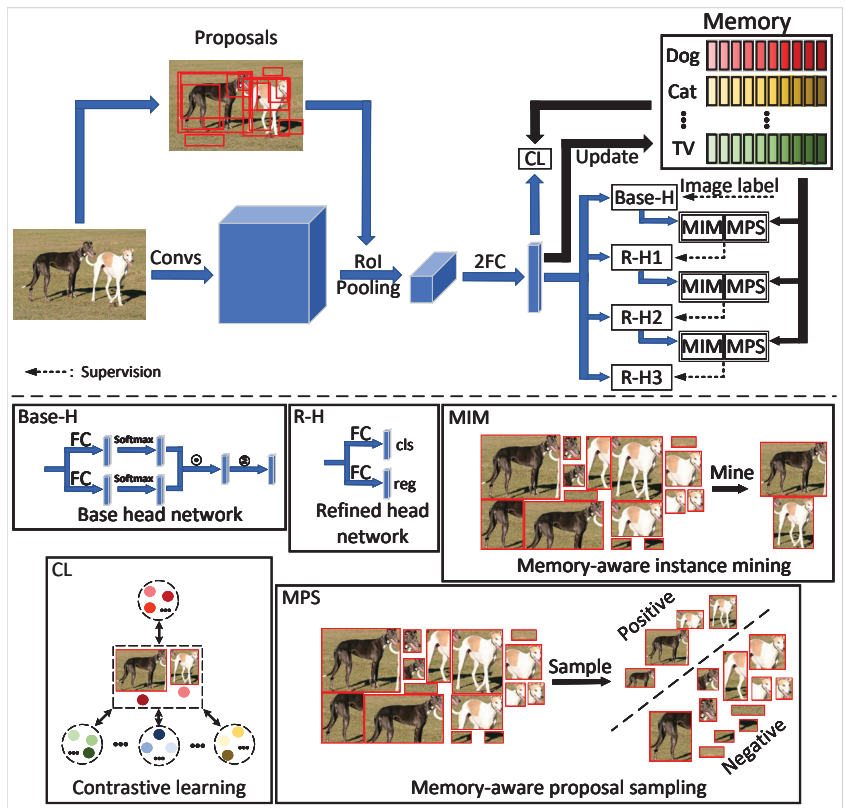 Memory
Proposals
Dog
Cat
TV
CL
Update
Image label
Base-H
MIM MPS
Convs
RoI
Pooling
2FC
R-H1
MIM MPS
R-H2
MIM MPS
R-H3
: Supervision
Base-H
FC
Softmax
FC
Softmax
Base head network
R-H
FC
cls
FC
reg
Refined head
network
MIM
Mine
Memory-aware instance mining
CL
Contrastive learning
MPS
Sample
Positive
Negative
Memory-aware proposal sampling